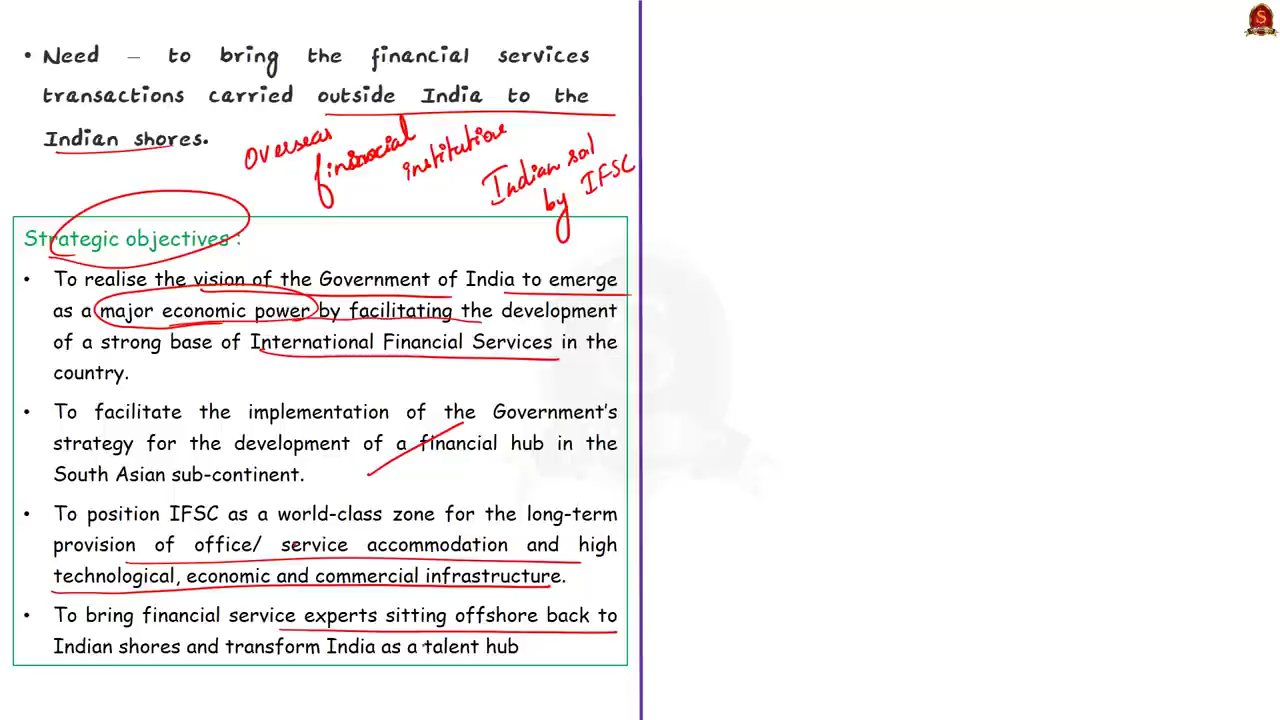 • Need – to bring the financial services
transactions carried outside India to the
Indian shores.
Overseas
financial
institution
Indian
by IFSC
Strategic objectives :
• To realise the vision of the Government of India to emerge
as a major economic power by facilitating the development
of a strong base of International Financial Services in the
country.
• To facilitate the implementation of the Government's
strategy for the development of a financial hub in the
South Asian sub-continent.
• To position IFSC as a world-class zone for the long-term
provision of office/ service accommodation and high
technological, economic and commercial infrastructure.
• To bring financial service experts sitting offshore back to
Indian shores and transform India as a talent hub